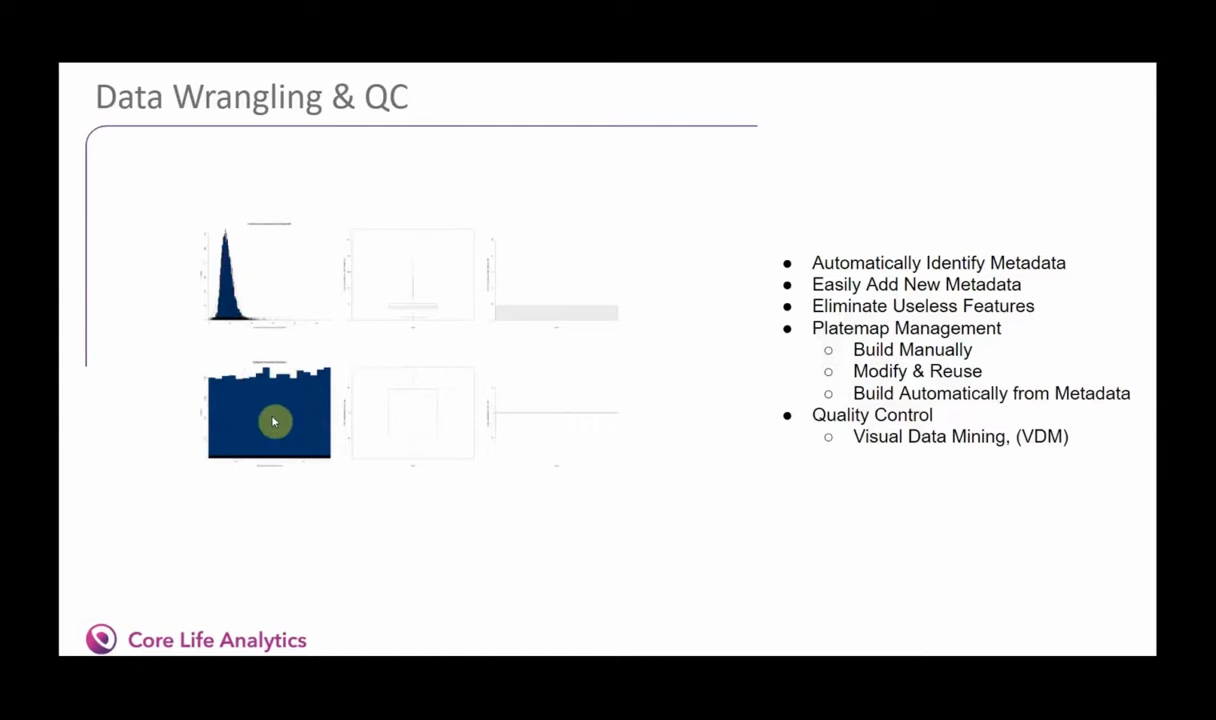 Data Wrangling & QC
● Automatically Identify Metadata
● Easily Add New Metadata
● Eliminate Useless Features
● Platemap Management
○ Build Manually
○ Modify & Reuse
○ Build Automatically from Metadata
● Quality Control
○ Visual Data Mining, (VDM)
Core Life Analytics